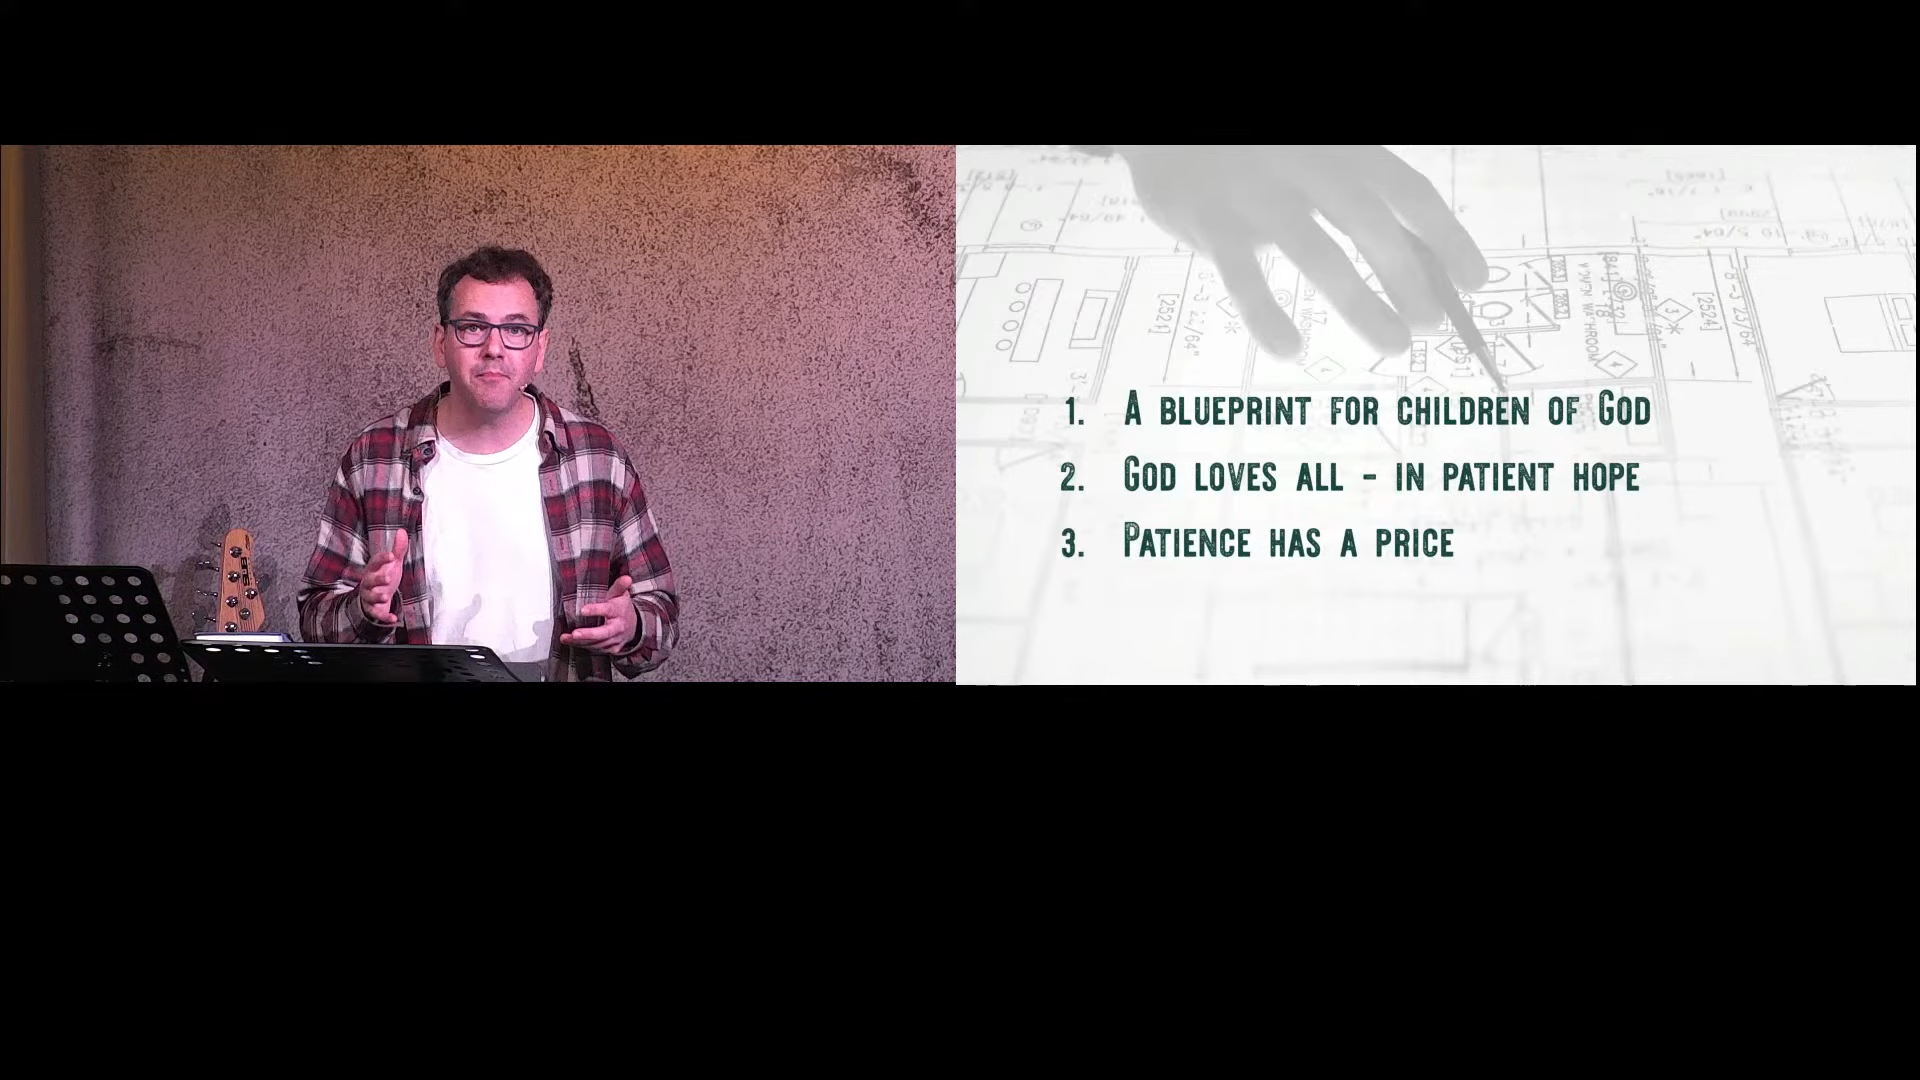 1. A BLUEPRINT FOR CHILDREN OF GOD
2. GOD LOVES ALL - IN PATIENT HOPE
3. PATIENCE HAS A PRICE